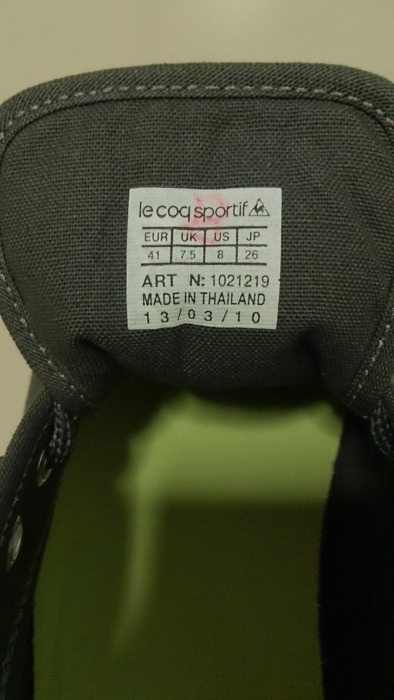 le coq sportif
EUR UK US JP
41 7.5 8 26
ART N: 1021219
MADE IN THAILAND
13/03/10